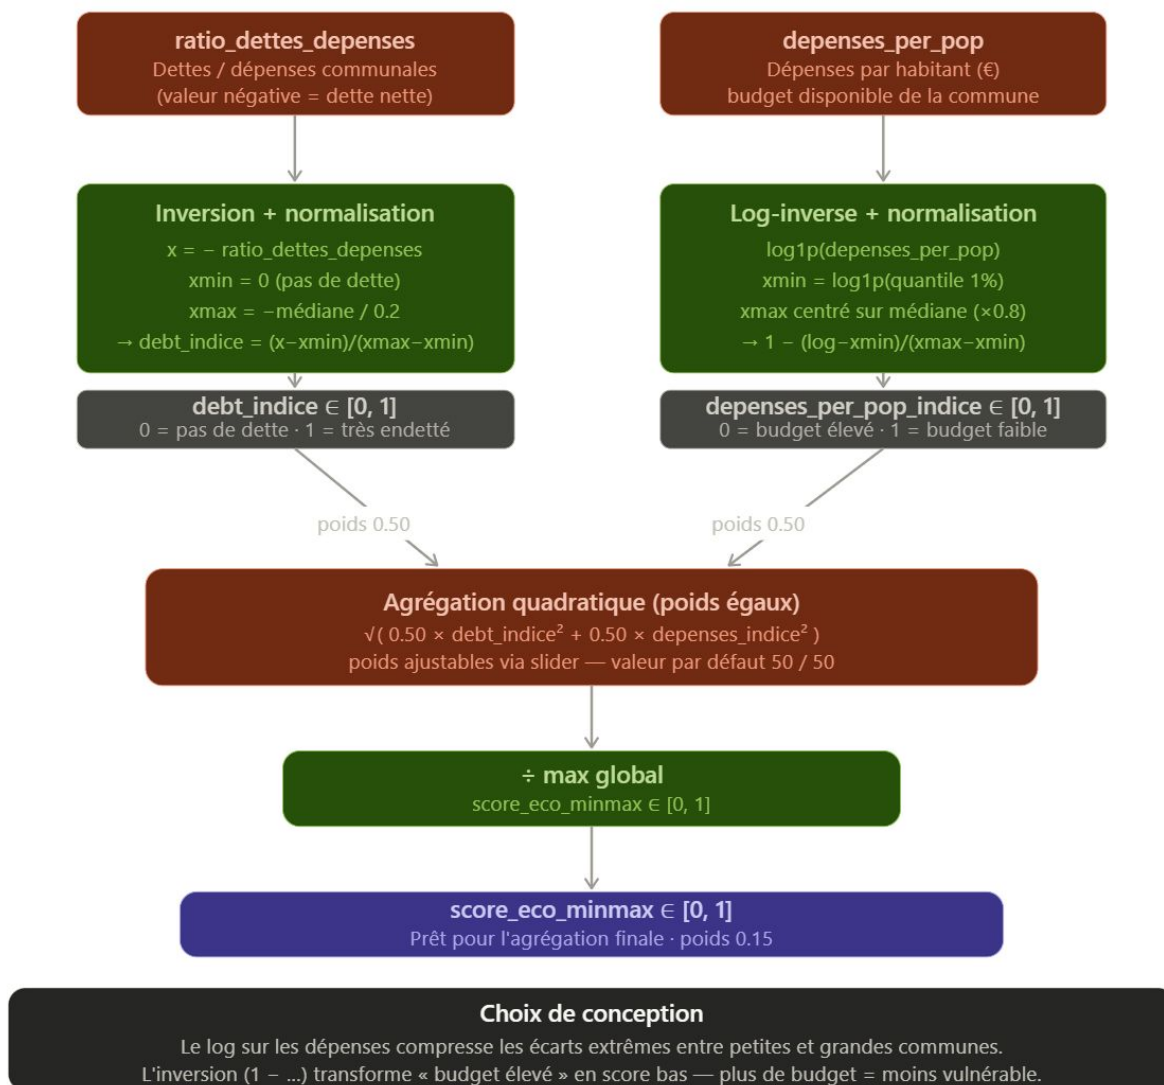 ratio_dettes_depenses
Dettes / dépenses communales
(valeur négative = dette nette)
depenses_per_pop
Dépenses par habitant (€)
budget disponible de la commune
Inversion + normalisation
x = − ratio_dettes_depenses
xmin = 0 (pas de dette)
xmax = −médiane / 0.2
→ debt_indice = (x−xmin)/(xmax−xmin)
Log-inverse + normalisation
log1p(depenses_per_pop)
xmin = log1p(quantile 1%)
xmax centré sur médiane (×0.8)
→ 1 − (log−xmin)/(xmax−xmin)
debt_indice ∈ [0, 1]
0 = pas de dette · 1 = très endetté
depenses_per_pop_indice ∈ [0, 1]
0 = budget élevé · 1 = budget faible
poids 0.50
poids 0.50
Agrégation quadratique (poids égaux)
√( 0.50 × debt_indice² + 0.50 × depenses_indice² )
poids ajustables via slider — valeur par défaut 50 / 50
÷ max global
score_eco_minmax ∈ [0, 1]
score_eco_minmax ∈ [0, 1]
Prêt pour l'agrégation finale · poids 0.15
Choix de conception
Le log sur les dépenses compresse les écarts extrêmes entre petites et grandes communes.
L'inversion (1 − ...) transforme « budget élevé » en score bas — plus de budget = moins vulnérable.